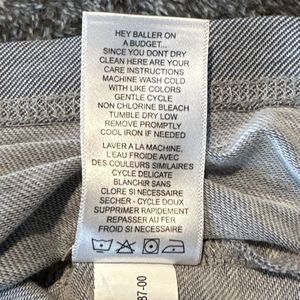 HEY BALLER ON
A BUDGET...
SINCE YOU DONT DRY
CLEAN HERE ARE YOUR
CARE INSTRUCTIONS
MACHINE WASH COLD
WITH LIKE COLORS
GENTLE CYCLE
NON CHLORINE BLEACH
TUMBLE DRY LOW
REMOVE PROMPTLY
COOL IRON IF NEEDED
LAVER A LA MACHINE,
L'EAU FROIDE AVEC
DES COULEURS SIMILAIRES
CYCLE DELICATE
BLANCHIR SANS
CLORE SI NECESSAIRE
SECHER - CYCLE DOUX
SUPPRIMER RAPIDEMENT
REPASSER AU FER
FROID SI NECESSAIRE
87-00